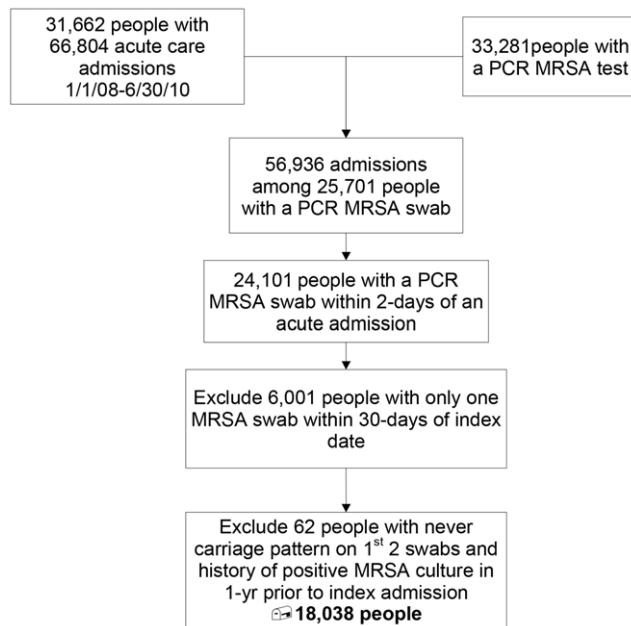 31,662 people with
66,804 acute care
admissions
1/1/08-6/30/10
33,281people with
a PCR MRSA test
56,936 admissions
among 25,701 people
with a PCR MRSA swab
24,101 people with a PCR
MRSA swab within 2-days of an
acute admission
Exclude 6,001 people with only one
MRSA swab within 30-days of index
date
Exclude 62 people with never
carriage pattern on 1st 2 swabs and
history of positive MRSA culture in
1-yr prior to index admission
18,038 people